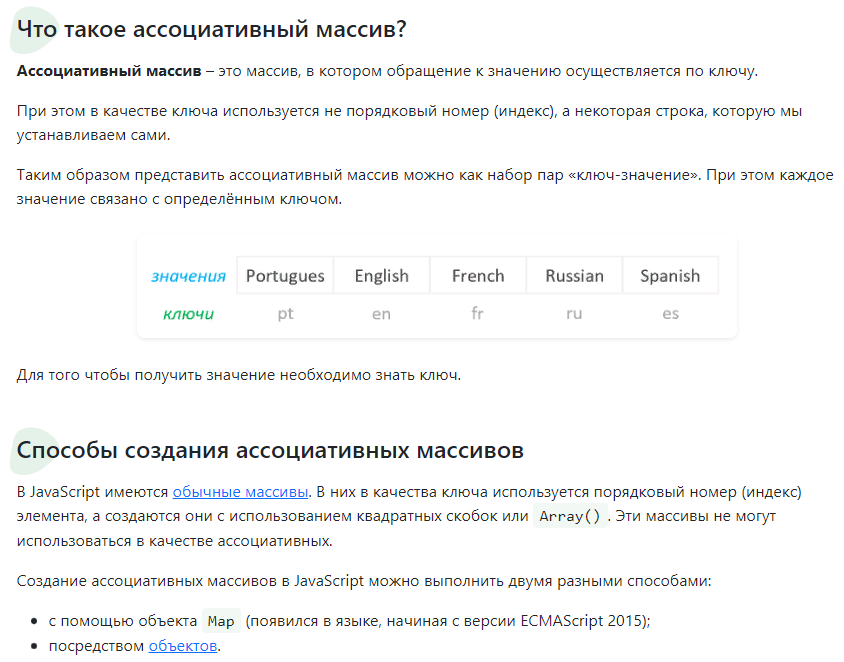 Что такое ассоциативный массив?
Ассоциативный массив – это массив, в котором обращение к значению осуществляется по ключу.
При этом в качестве ключа используется не порядковый номер (индекс), а некоторая строка, которую мы
устанавливаем сами.
Таким образом представить ассоциативный массив можно как набор пар «ключ-значение». При этом каждое
значение связано с определённым ключом.
значения Portugues English French Russian Spanish
ключи pt en fr ru es
Для того чтобы получить значение необходимо знать ключ.
Способы создания ассоциативных массивов
В JavaScript имеются обычные массивы. В них в качества ключа используется порядковый номер (индекс)
элемента, а создаются они с использованием квадратных скобок или Array(). Эти массивы не могут
использоваться в качестве ассоциативных.
Создание ассоциативных массивов в JavaScript можно выполнить двумя разными способами:
• с помощью объекта Map (появился в языке, начиная с версии ECMAScript 2015);
• посредством объектов.